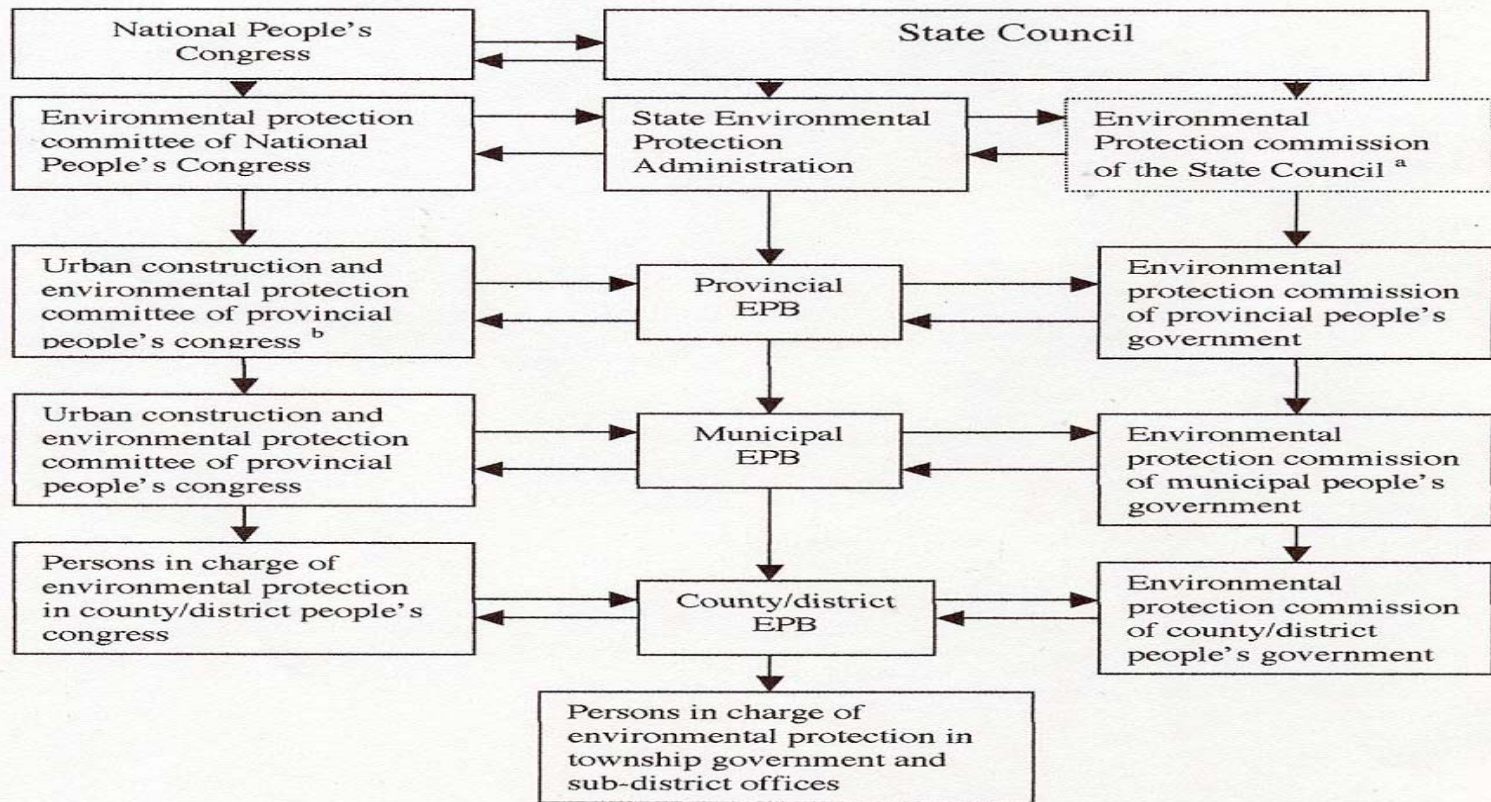 National People's
Congress
State Council
Environmental protection
committee of National
People's Congress
State Environmental
Protection
Administration
Environmental
Protection commission
of the State Council a
Urban construction and
environmental protection
committee of provincial
people's congress b
Provincial
EPB
Environmental
protection commission
of provincial people's
government
Urban construction and
environmental protection
committee of provincial
people's congress
Municipal
EPB
Environmental
protection commission
of municipal people's
government
Persons in charge of
environmental protection
in county/district people's
congress
County/district
EPB
Environmental
protection commission
of county/district
people's government
Persons in charge of
environmental protection in
township government and
sub-district offices